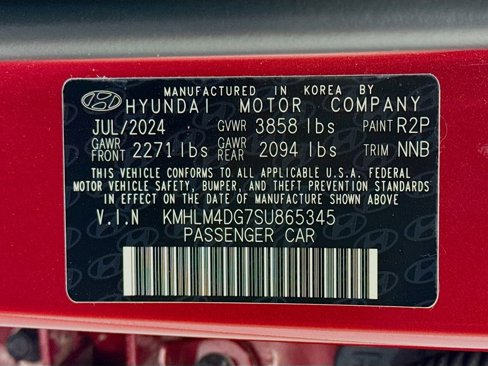 MANUFACTURED IN KOREA BY
HYUNDAI MOTOR COMPANY
JUL/2024 GVWR 3858 lbs PAINT R2P
GAWR FRONT 2271 lbs GAWR REAR 2094 lbs TRIM NNB
THIS VEHICLE CONFORMS TO ALL APPLICABLE U.S.A. FEDERAL
MOTOR VEHICLE SAFETY, BUMPER, AND THEFT PREVENTION STANDARDS
IN EFFECT ON THE DATE OF MANUFACTURE SHOWN ABOVE
V.I.N KMHLM4DG7SU865345
PASSENGER CAR